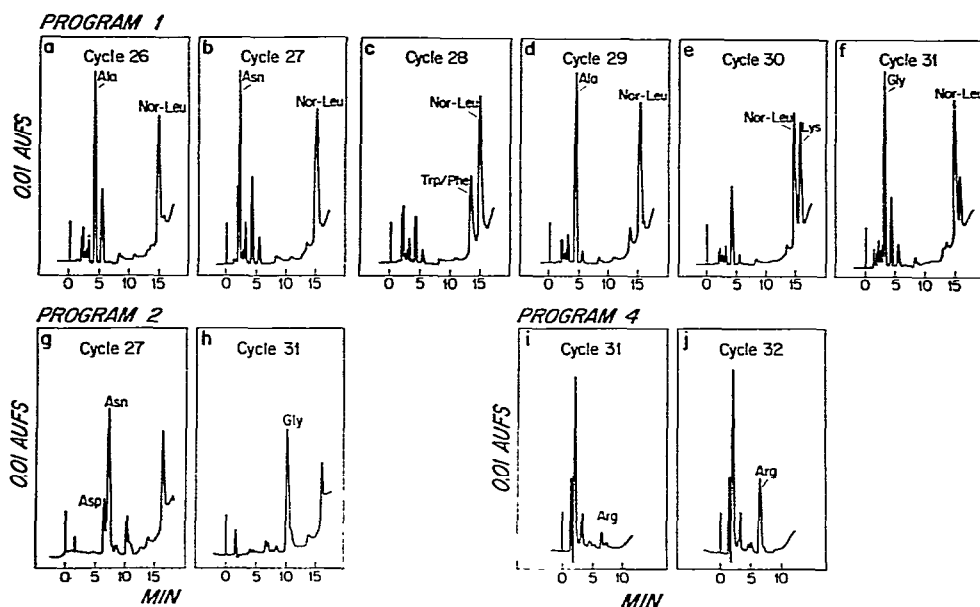 PROGRAM 1
a
Cycle 26
Ala
Nor-Leu
0 5 10 15
b
Cycle 27
Asn
Nor-Leu
0 5 10 15
c
Cycle 28
Nor-Leu
Trp/Phe
0 5 10 15
d
Cycle 29
Ala
Nor-Leu
0 5 10 15
e
Cycle 30
Nor-Leu
Lys
0 5 10 15
f
Cycle 31
Gly
Nor-Leu
0 5 10 15
0.01 AUFS
PROGRAM 2
g
Cycle 27
Asn
Asp
0 5 10 15
h
Cycle 31
Gly
0 5 10 15
0.01 AUFS
MIN
PROGRAM 4
i
Cycle 31
Arg
0 5 10
j
Cycle 32
Arg
0 5 10
0.01 AUFS
MIN